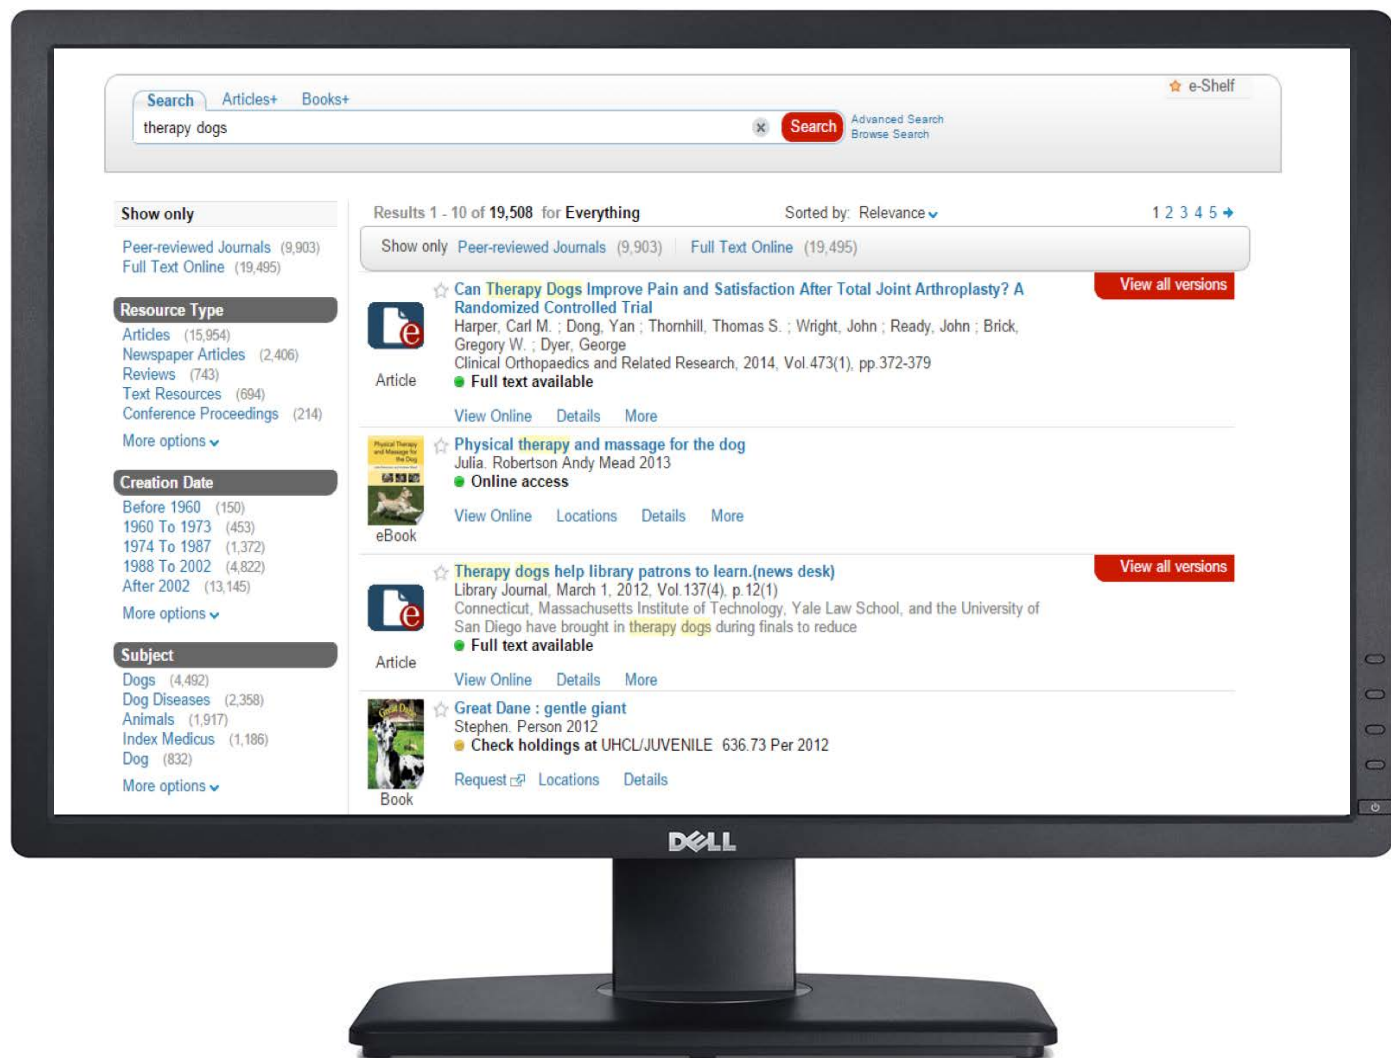 e-Shelf
Search Articles+ Books+
therapy dogs
Search
Advanced Search
Browse Search
Show only
Peer-reviewed Journals (9,903)
Full Text Online (19,495)
Resource Type
Articles (15,954)
Newspaper Articles (2,406)
Reviews (743)
Text Resources (694)
Conference Proceedings (214)
More options
Creation Date
Before 1960 (150)
1960 To 1973 (453)
1974 To 1987 (1,372)
1988 To 2002 (4,822)
After 2002 (13,145)
More options
Subject
Dogs (4,492)
Dog Diseases (2,358)
Animals (1,917)
Index Medicus (1,186)
Dog (832)
More options
Results 1 - 10 of 19,508 for Everything Sorted by: Relevance 1 2 3 4 5
Show only Peer-reviewed Journals (9,903) Full Text Online (19,495)
View all versions
Can Therapy Dogs Improve Pain and Satisfaction After Total Joint Arthroplasty? A
Randomized Controlled Trial
Harper, Carl M. ; Dong, Yan ; Thornhill, Thomas S. ; Wright, John ; Ready, John ; Brick,
Gregory W. ; Dyer, George
Clinical Orthopaedics and Related Research, 2014, Vol.473(1), pp.372-379
Article
Full text available
View Online Details More
Physical Therapy
and Massage for
the Dog
Physical therapy and massage for the dog
Julia. Robertson Andy Mead 2013
Online access
View Online Locations Details More
eBook
View all versions
Therapy dogs help library patrons to learn.(news desk)
Library Journal, March 1, 2012, Vol.137(4), p.12(1)
Connecticut, Massachusetts Institute of Technology, Yale Law School, and the University of
San Diego have brought in therapy dogs during finals to reduce
Full text available
Article
View Online Details More
Great Dane
Great Dane : gentle giant
Stephen. Person 2012
Check holdings at UHCL/JUVENILE 636.73 Per 2012
Request Locations Details
Book
DELL